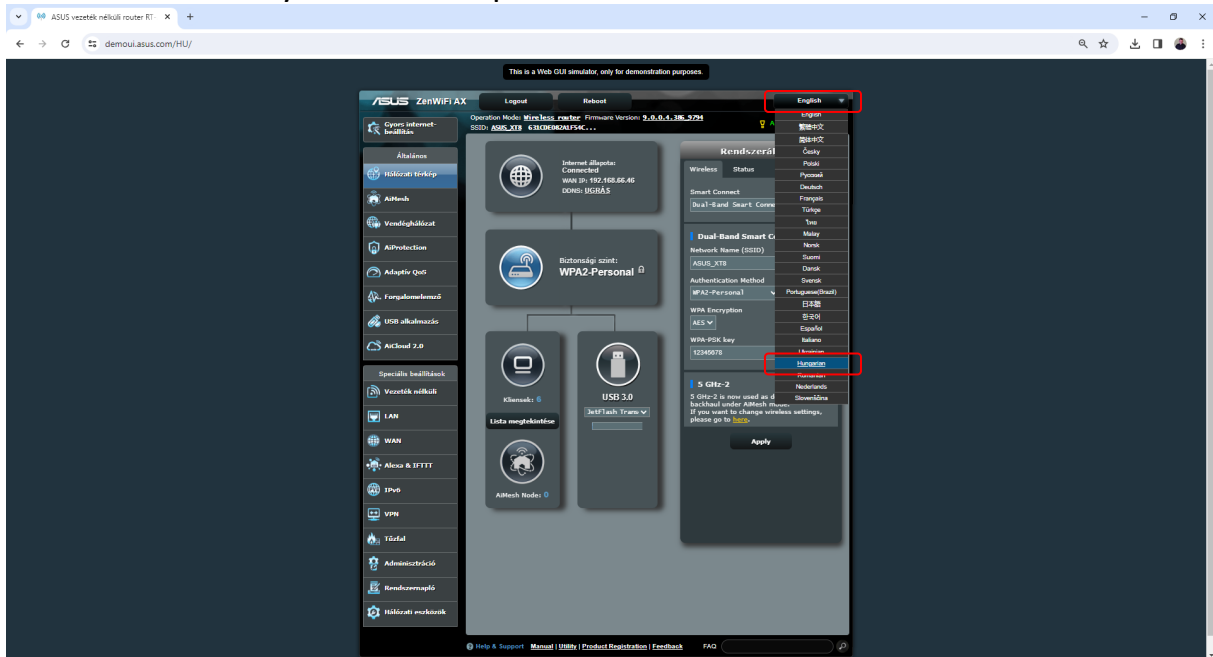 ASUS vezeték nélküli router RT-
demoui.asus.com/HU/
This is a Web GUI simulator, only for demonstration purposes.
ASUS ZenWiFi AX
Logout
Reboot
English
Operation Mode: Wireless router Firmware Version: 9.0.0.4.386_9794
SSID: ASUS_XT8 631CDE082A1F54C...
Gyors internet-
beállítás
Általános
Hálózati térkép
AiMesh
Vendéghálózat
AiProtection
Adaptív QoS
Forgalomelemző
USB alkalmazás
AiCloud 2.0
Speciális beállítások
Vezeték nélküli
LAN
WAN
Alexa & IFTTT
IPv6
VPN
Tűzfal
Adminisztráció
Rendszernapló
Hálózati eszközök
Internet állapota:
Connected
WAN IP: 192.168.66.46
DDNS: UGRÁS
Biztonsági szint:
WPA2-Personal
Kliensek: 6
Lista megtekintése
AiMesh Node: 0
USB 3.0
JetFlash Trans
Wireless
Status
Smart Connect
Dual-Band Smart Conne
Dual-Band Smart Co
Network Name (SSID)
ASUS_XT8
Authentication Method
WPA2-Personal
WPA Encryption
AES
WPA-PSK key
12345678
5 GHz-2
5 GHz-2 is now used as d
backhaul under AiMesh mode.
If you want to change wireless settings,
please go to here.
Apply
English
繁體中文
简体中文
Česky
Polski
Русский
Deutsch
Français
Türkçe
ไทย
Malay
Norsk
Suomi
Dansk
Svensk
Portuguese(Brazil)
日本語
한국어
Español
Italiano
Ukrainian
Hungarian
Romanian
Nederlands
Slovenščina
Help & Support Manual | Utility | Product Registration | Feedback FAQ